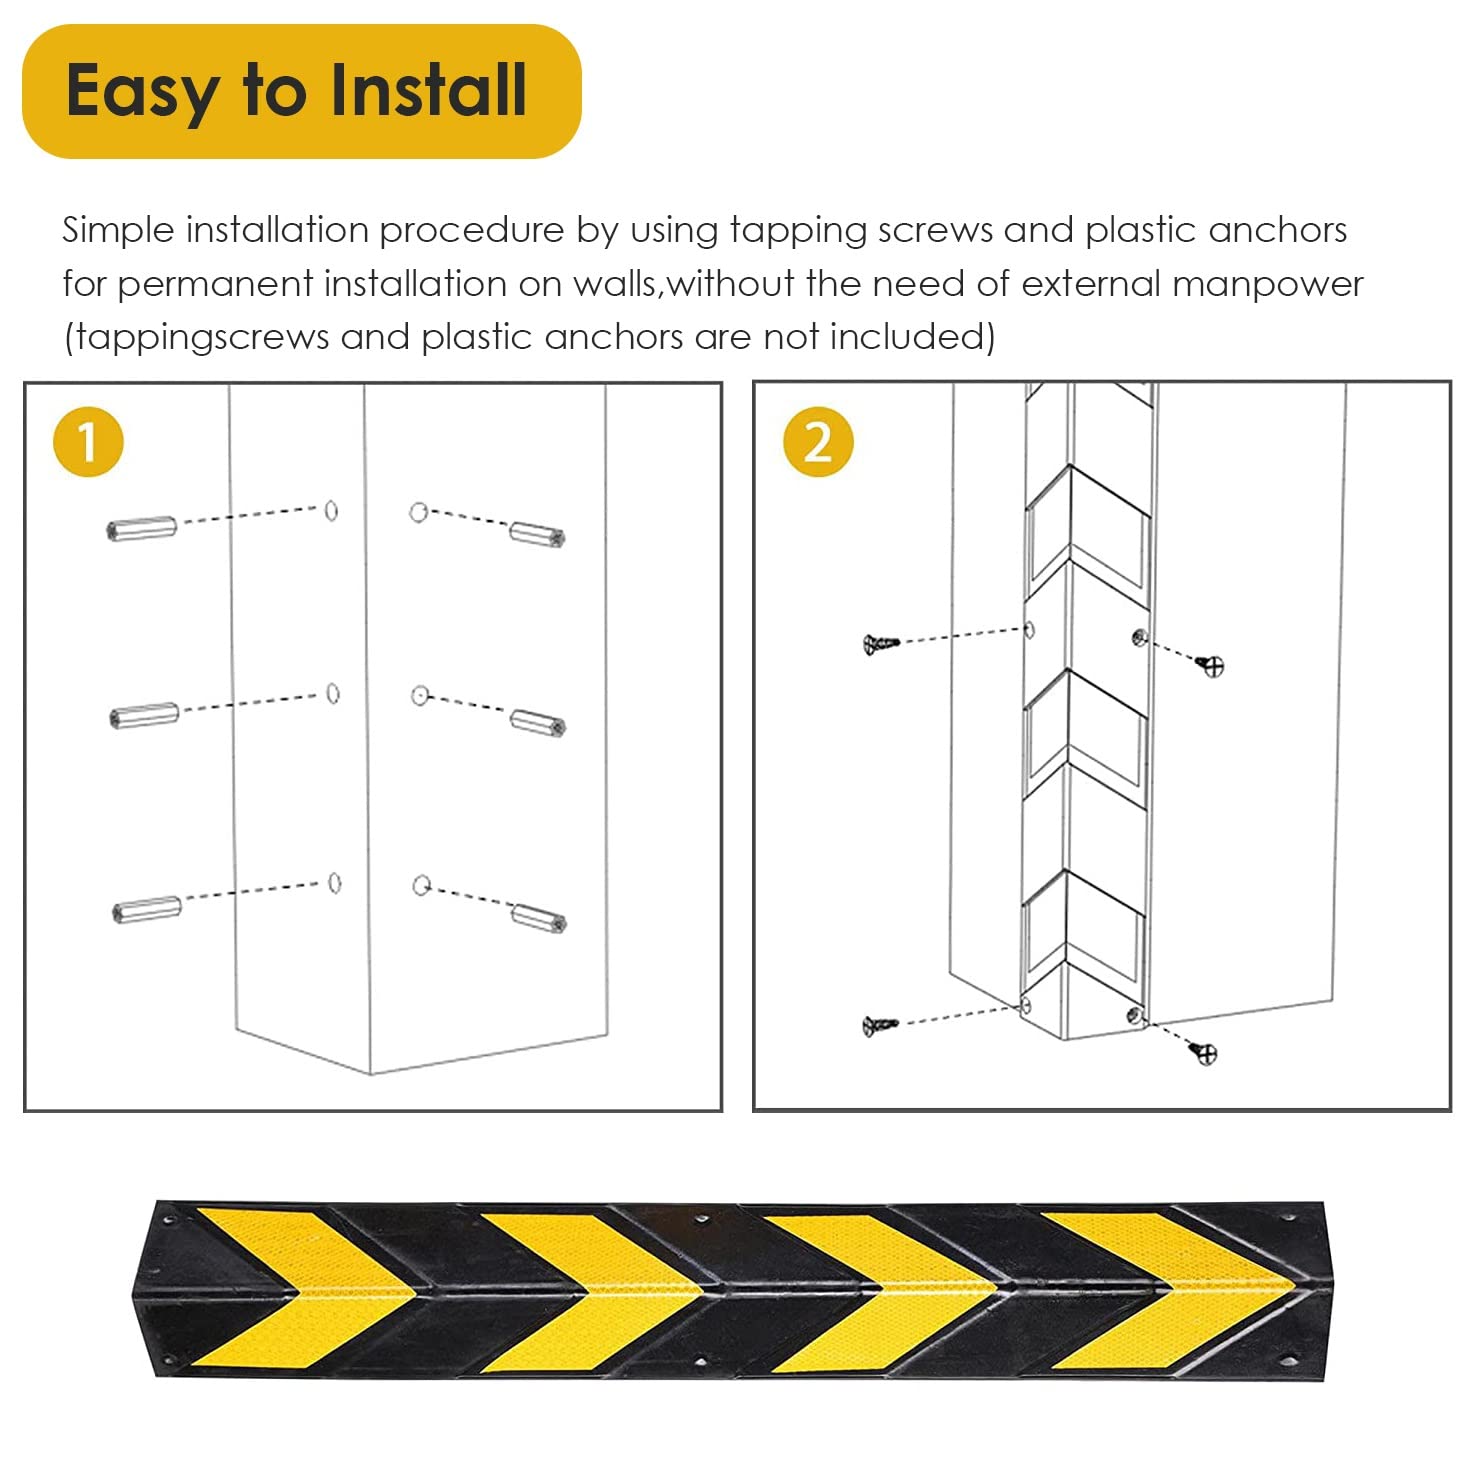 Easy to Install
Simple installation procedure by using tapping screws and plastic anchors
for permanent installation on walls,without the need of external manpower
(tappingscrews and plastic anchors are not included)
1
2